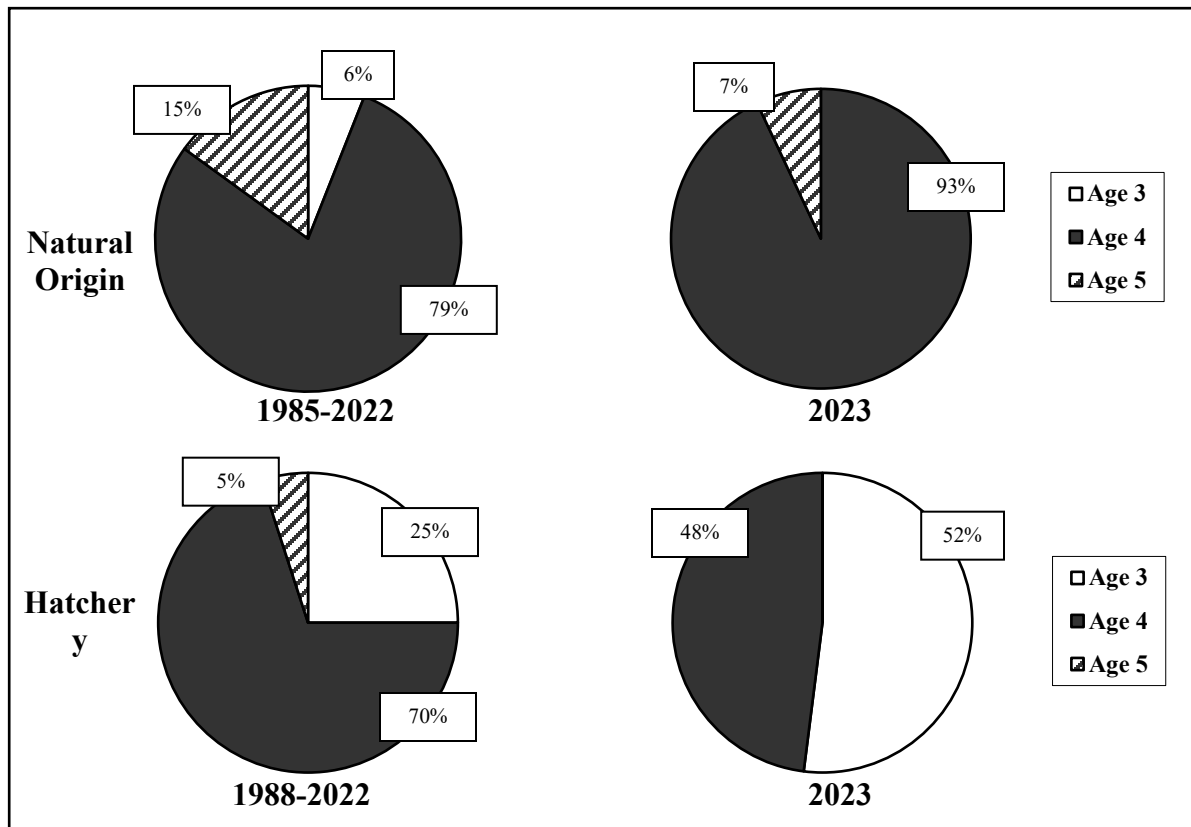 6%
15%
79%
Natural
Origin
1985-2022
7%
93%
2023
Age 3
Age 4
Age 5
5%
25%
70%
Hatcher
y
1988-2022
48%
52%
2023
Age 3
Age 4
Age 5